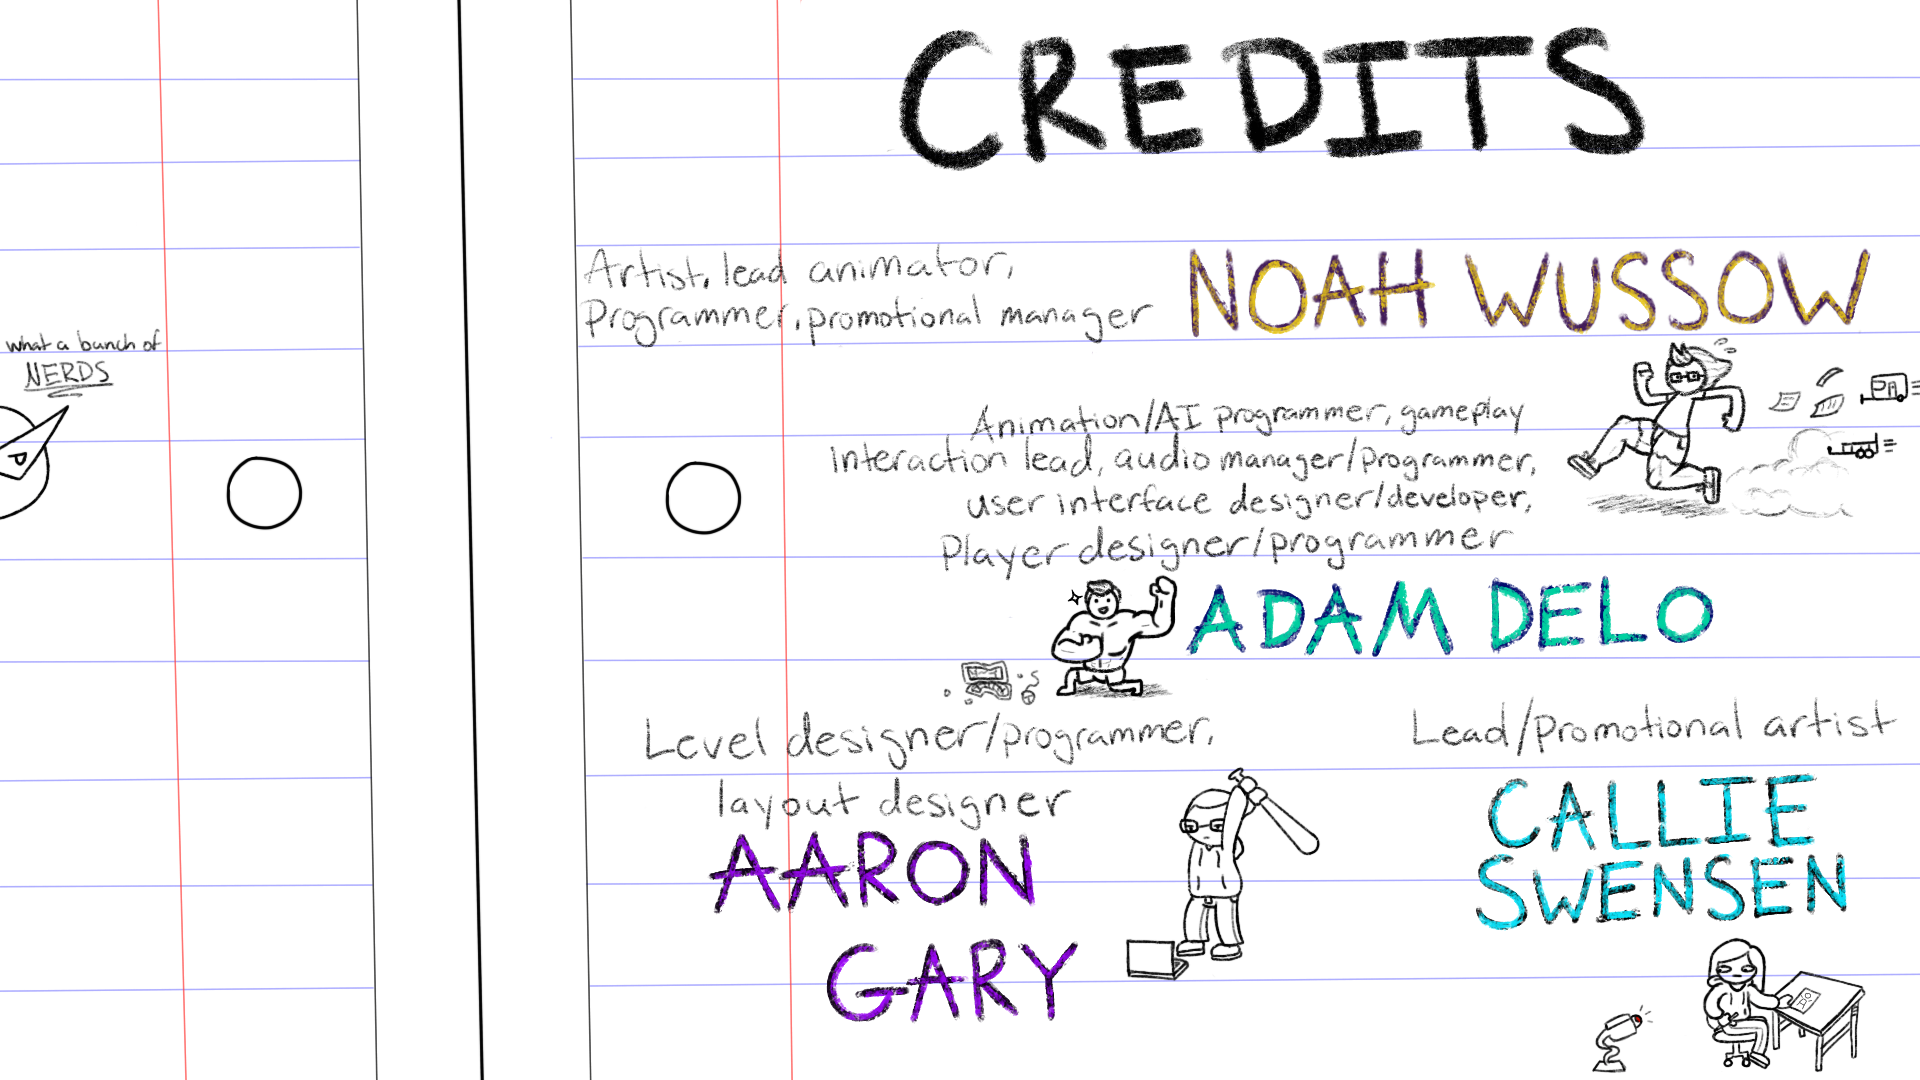 what a bunch of
NERDS
CREDITS
Artist, lead animator,
Programmer, promotional manager
NOAH WUSSOW
Animation/AI programmer, gameplay
interaction lead, audio manager/programmer,
user interface designer/developer,
Player designer/programmer
ADAM DELO
Level designer/programmer,
layout designer
AARON
GARY
Lead/promotional artist
CALLIE
SWENSEN